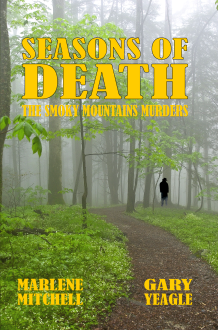 SEASONS OF
DEATH
THE SMOKY MOUNTAINS MURDERS
MARLENE
MITCHELL
GARY
YEAGLE